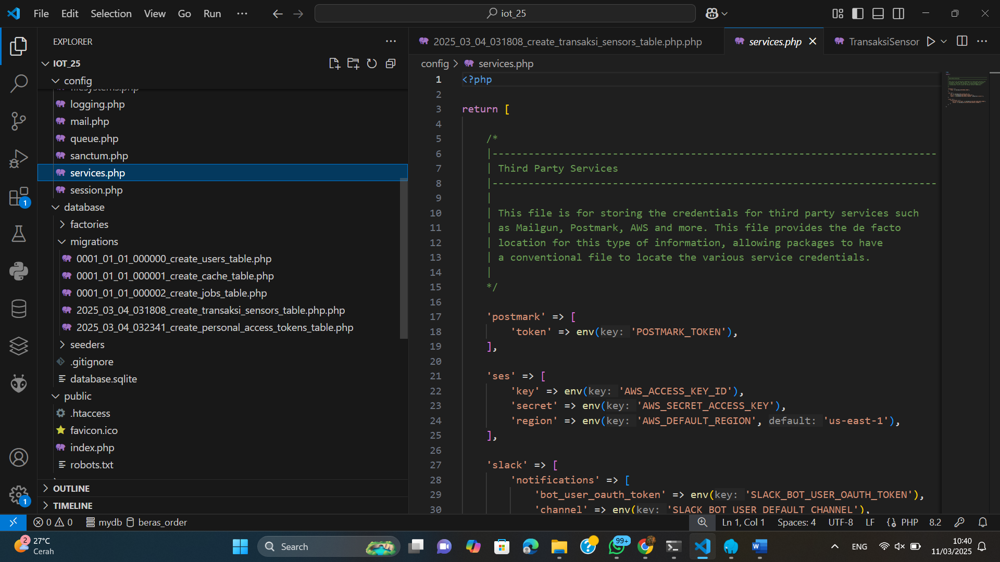 File Edit Selection View Go Run ··· iot_25
EXPLORER
IOT_25
config
filesystems.php
logging.php
mail.php
queue.php
sanctum.php
services.php
session.php
database
factories
migrations
0001_01_01_000000_create_users_table.php
0001_01_01_000001_create_cache_table.php
0001_01_01_000002_create_jobs_table.php
2025_03_04_031808_create_transaksi_sensors_table.php.php
2025_03_04_032341_create_personal_access_tokens_table.php
seeders
.gitignore
database.sqlite
public
.htaccess
favicon.ico
index.php
robots.txt
OUTLINE
TIMELINE
1
1
2025_03_04_031808_create_transaksi_sensors_table.php.php services.php TransaksiSensor
config > services.php
1 <?php
2
3 return [
4
5 /*
6 |--------------------------------------------------------------------------
7 | Third Party Services
8 |--------------------------------------------------------------------------
9 |
10 | This file is for storing the credentials for third party services such
11 | as Mailgun, Postmark, AWS and more. This file provides the de facto
12 | location for this type of information, allowing packages to have
13 | a conventional file to locate the various service credentials.
14 |
15 */
16
17 'postmark' => [
18 'token' => env(key: 'POSTMARK_TOKEN'),
19 ],
20
21 'ses' => [
22 'key' => env(key: 'AWS_ACCESS_KEY_ID'),
23 'secret' => env(key: 'AWS_SECRET_ACCESS_KEY'),
24 'region' => env(key: 'AWS_DEFAULT_REGION', default: 'us-east-1'),
25 ],
26
27 'slack' => [
28 'notifications' => [
29 'bot_user_oauth_token' => env(key: 'SLACK_BOT_USER_OAUTH_TOKEN'),
30 'channel' => env(key: 'SLACK_BOT_USER_DEFAULT_CHANNEL'),
0 0 mydb beras_order Ln 1, Col 1 Spaces: 4 UTF-8 LF {} PHP 8.2
2 27°C
Cerah
Search
99+
ENG
10:40
11/03/2025